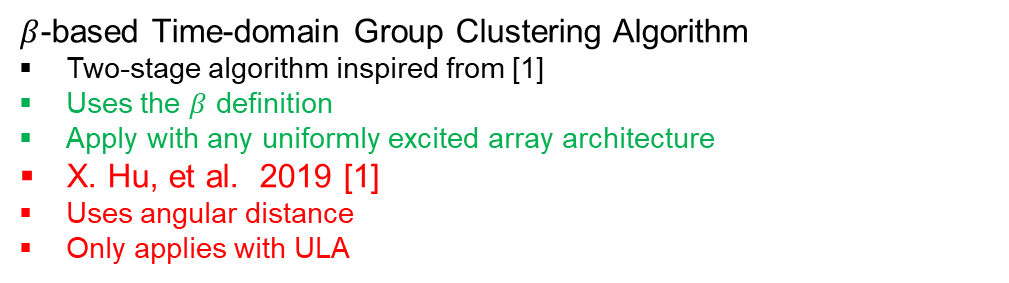 β-based Time-domain Group Clustering Algorithm
▪ Two-stage algorithm inspired from [1]
▪ Uses the β definition
▪ Apply with any uniformly excited array architecture
▪ X. Hu, et al.  2019 [1]
▪ Uses angular distance
▪ Only applies with ULA